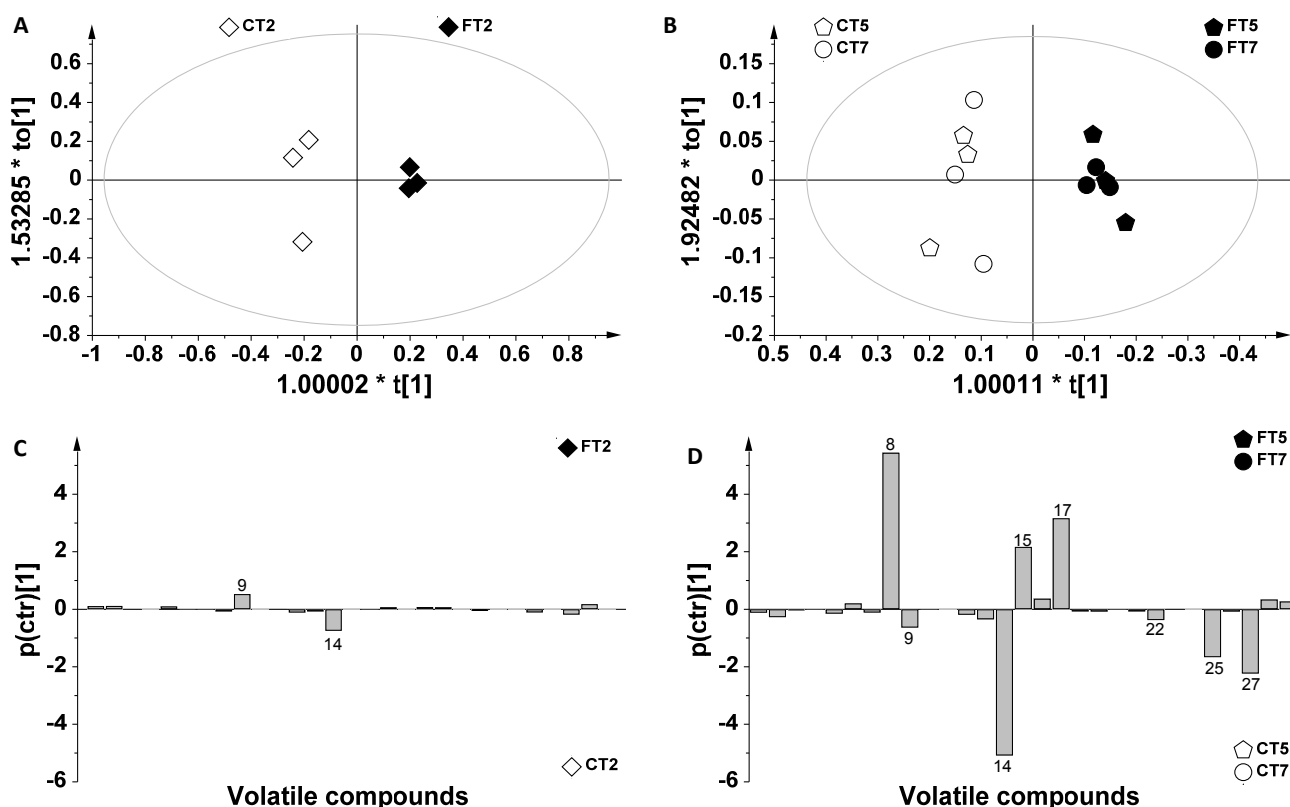 A
CT2
FT2
0.6
0.4
0.2
0
-0.2
-0.4
-0.6
-0.8
-1 -0.8 -0.6 -0.4 -0.2 0 0.2 0.4 0.6 0.8
1.53285 * to[1]
1.00002 * t[1]
B
CT5
CT7
FT5
FT7
0.15
0.1
0.05
0
-0.05
-0.1
-0.15
-0.2
0.5 0.4 0.3 0.2 0.1 0 -0.1 -0.2 -0.3 -0.4
1.92482 * to[1]
1.00011 * t[1]
C
FT2
4
2
0
-2
-4
-6
9
14
CT2
p(ctr)[1]
Volatile compounds
D
FT5
FT7
4
2
0
-2
-4
-6
8
9
14
15
17
22
25
27
CT5
CT7
p(ctr)[1]
Volatile compounds